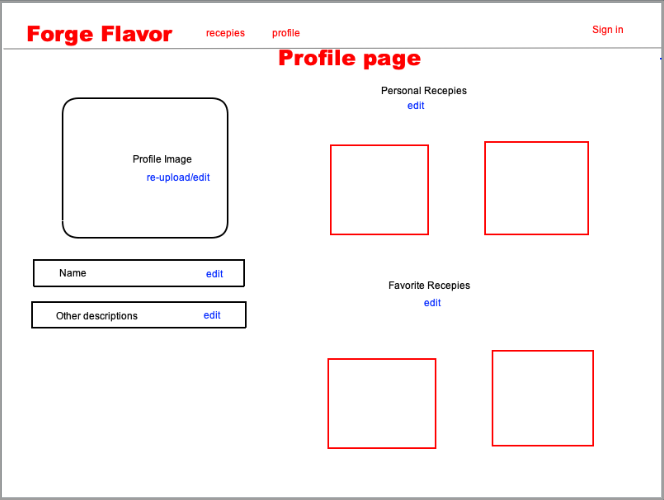 Forge Flavor recepies profile Sign in
Profile page
Profile Image
re-upload/edit
Name edit
Other descriptions edit
Personal Recepies
edit
Favorite Recepies
edit